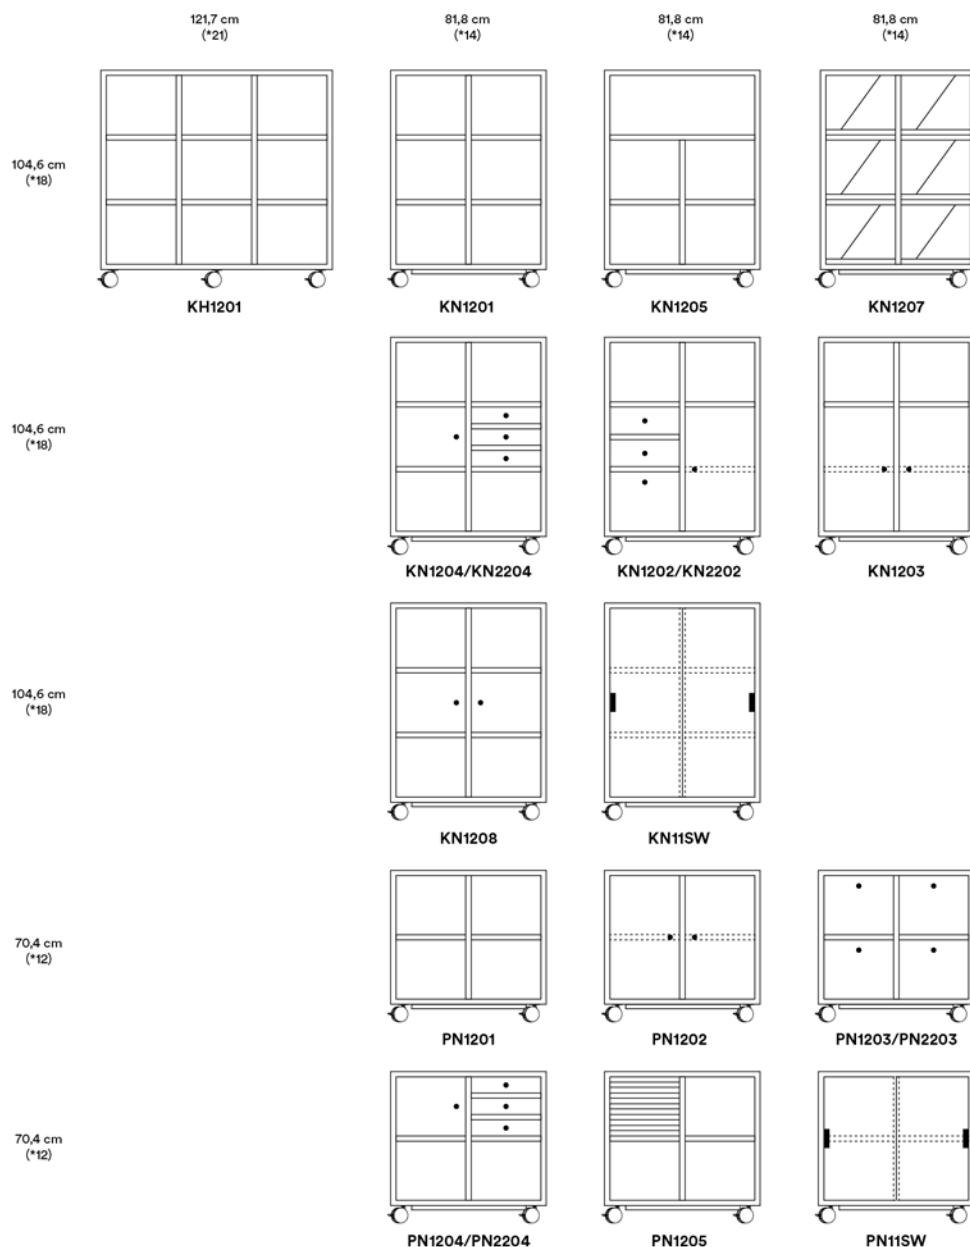 121,7 cm
(*21)
81,8 cm
(*14)
81,8 cm
(*14)
81,8 cm
(*14)
104,6 cm
(*18)
KH1201
KN1201
KN1205
KN1207
104,6 cm
(*18)
KN1204/KN2204
KN1202/KN2202
KN1203
104,6 cm
(*18)
KN1208
KN11SW
70,4 cm
(*12)
PN1201
PN1202
PN1203/PN2203
70,4 cm
(*12)
PN1204/PN2204
PN1205
PN11SW